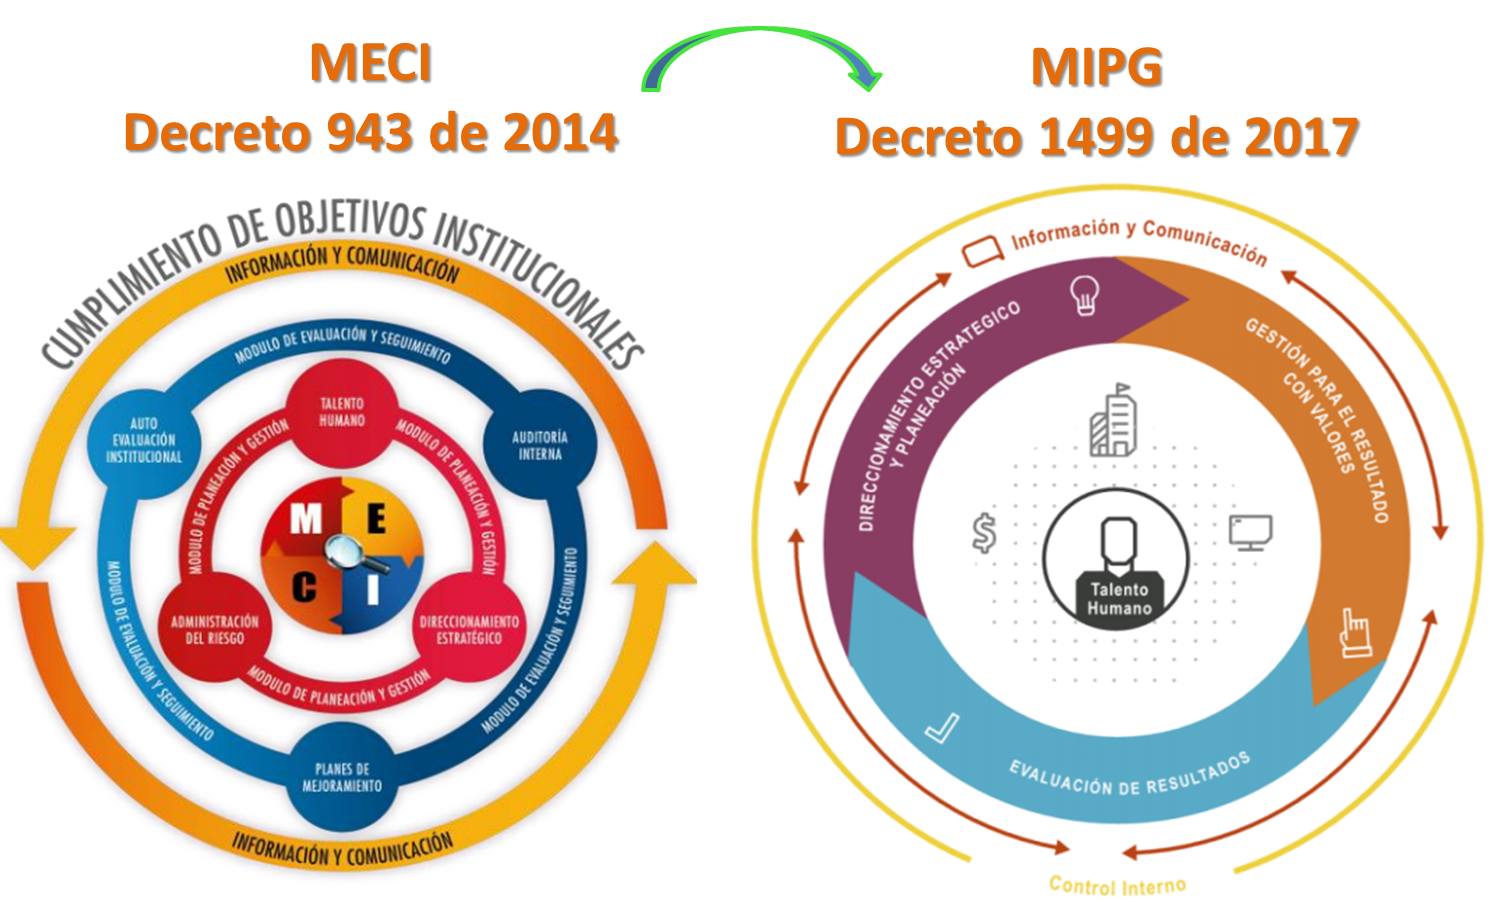 MECI
Decreto 943 de 2014
CUMPLIMIENTO DE OBJETIVOS INSTITUCIONALES
INFORMACIÓN Y COMUNICACIÓN
MODULO DE EVALUACIÓN Y SEGUIMIENTO
TALENTO
HUMANO
AUTO
EVALUACIÓN
INSTITUCIONAL
AUDITORÍA
INTERNA
MODULO DE PLANEACIÓN Y GESTIÓN
MODULO DE PLANEACIÓN Y GESTIÓN
M E
C I
ADMINISTRACIÓN
DEL RIESGO
DIRECCIONAMIENTO
ESTRATÉGICO
MODULO DE PLANEACIÓN Y GESTIÓN
MODULO DE EVALUACIÓN Y SEGUIMIENTO
MODULO DE EVALUACIÓN Y SEGUIMIENTO
PLANES DE
MEJORAMIENTO
INFORMACIÓN Y COMUNICACIÓN
MIPG
Decreto 1499 de 2017
Información y Comunicación
DIRECCIONAMIENTO ESTRATEGICO
Y PLANEACIÓN
GESTIÓN PARA EL RESULTADO
CON VALORES
$
Talento
Humano
EVALUACIÓN DE RESULTADOS
Control Interno